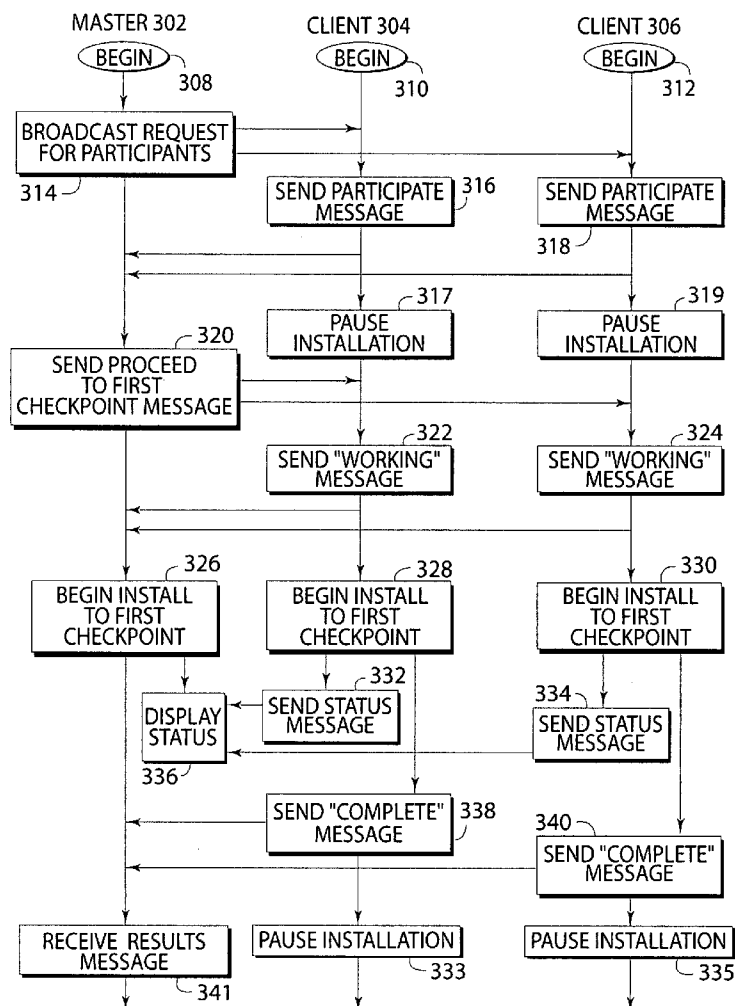 MASTER 302
CLIENT 304
CLIENT 306
BEGIN
BEGIN
BEGIN
308
310
312
BROADCAST REQUEST
FOR PARTICIPANTS
314
SEND PARTICIPATE
MESSAGE
316
SEND PARTICIPATE
MESSAGE
318
317
PAUSE
INSTALLATION
319
PAUSE
INSTALLATION
320
SEND PROCEED
TO FIRST
CHECKPOINT MESSAGE
322
SEND "WORKING"
MESSAGE
324
SEND "WORKING"
MESSAGE
326
BEGIN INSTALL
TO FIRST
CHECKPOINT
328
BEGIN INSTALL
TO FIRST
CHECKPOINT
330
BEGIN INSTALL
TO FIRST
CHECKPOINT
332
SEND STATUS
MESSAGE
334
SEND STATUS
MESSAGE
DISPLAY
STATUS
336
SEND "COMPLETE"
MESSAGE
338
340
SEND "COMPLETE"
MESSAGE
RECEIVE RESULTS
MESSAGE
341
PAUSE INSTALLATION
333
PAUSE INSTALLATION
335